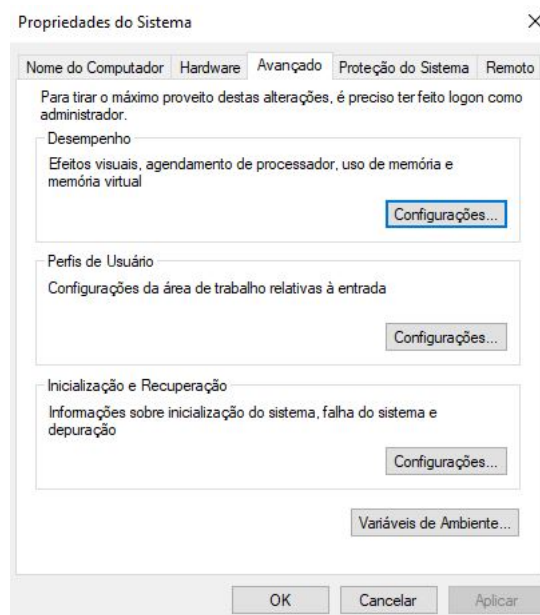 Propriedades do Sistema
Nome do Computador Hardware Avançado Proteção do Sistema Remoto
Para tirar o máximo proveito destas alterações, é preciso ter feito logon como
administrador.
Desempenho
Efeitos visuais, agendamento de processador, uso de memória e
memória virtual
Configurações...
Perfis de Usuário
Configurações da área de trabalho relativas à entrada
Configurações...
Inicialização e Recuperação
Informações sobre inicialização do sistema, falha do sistema e
depuração
Configurações...
Variáveis de Ambiente...
OK Cancelar Aplicar